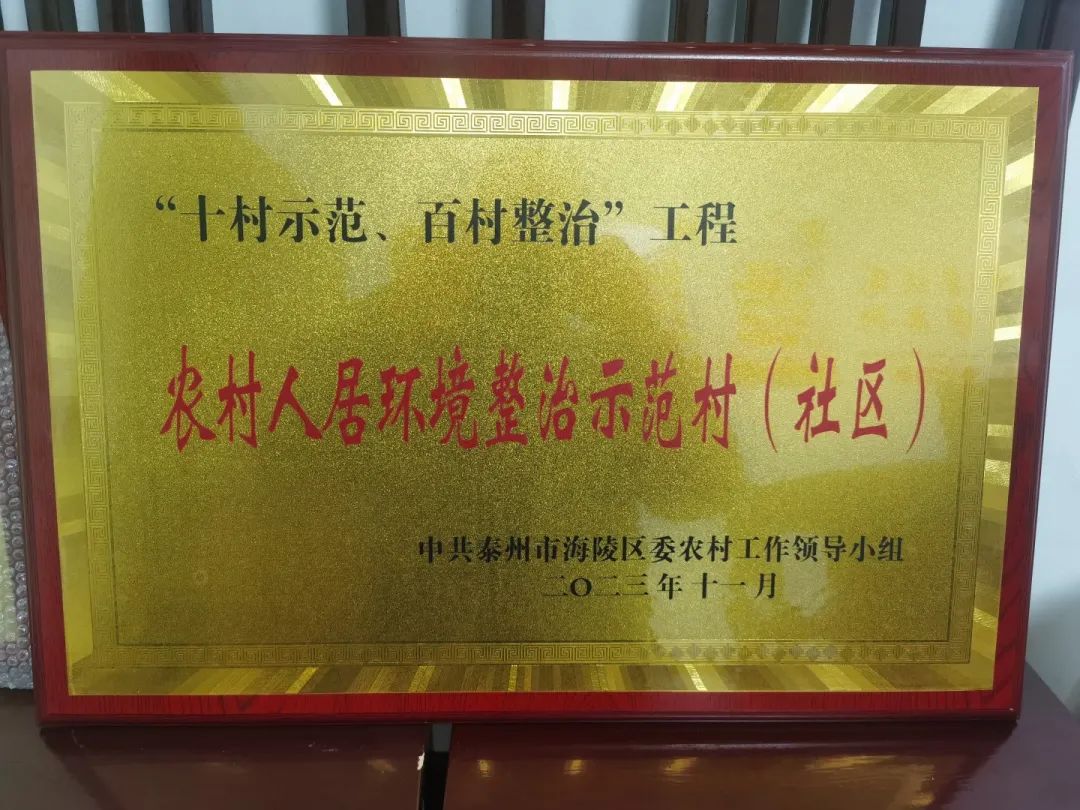 “十村示范、百村整治”工程
农村人居环境整治示范村（社区）
中共泰州市海陵区委农村工作领导小组
二〇二三年十一月